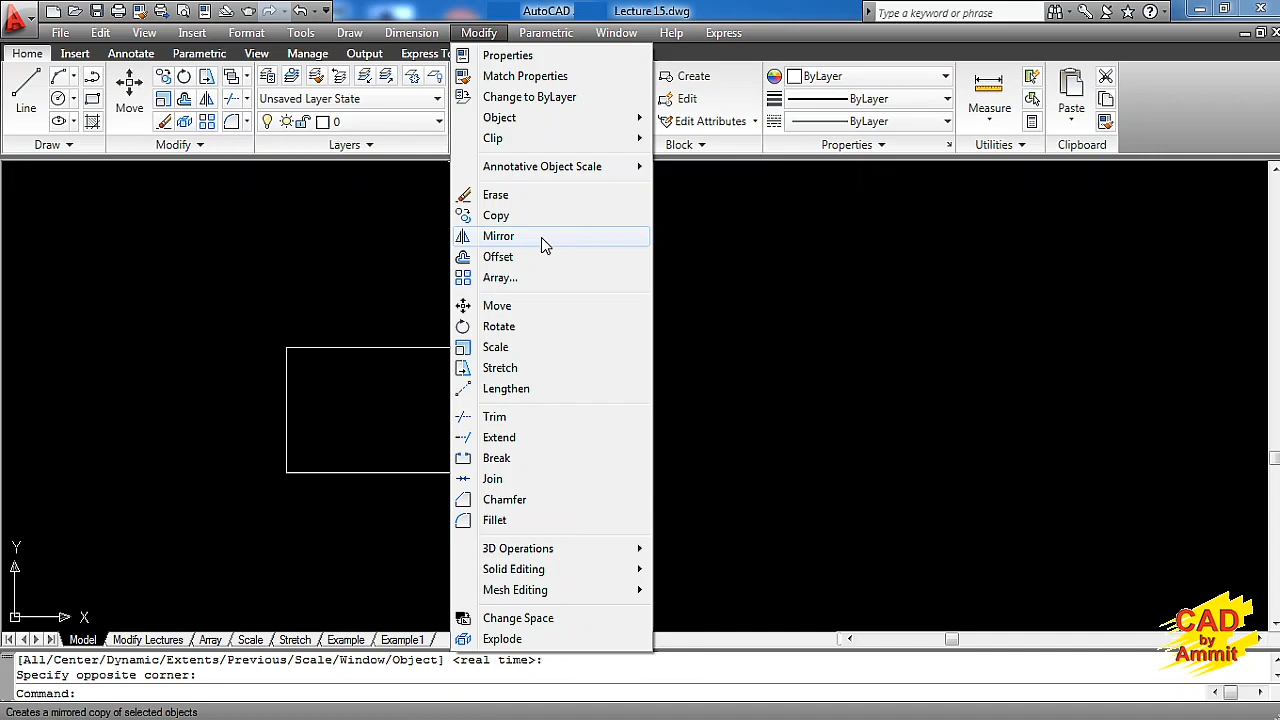 AutoCAD Lecture 15.dwg Type a keyword or phrase
File Edit View Insert Format Tools Draw Dimension Modify Parametric Window Help Express
Home Insert Annotate Parametric View Manage Output Express To
Line
Move
Unsaved Layer State
0
Create
Edit
Edit Attributes
ByLayer
ByLayer
ByLayer
Measure
Paste
Draw Modify Layers Block Properties Utilities Clipboard
Properties
Match Properties
Change to ByLayer
Object
Clip
Annotative Object Scale
Erase
Copy
Mirror
Offset
Array...
Move
Rotate
Scale
Stretch
Lengthen
Trim
Extend
Break
Join
Chamfer
Fillet
3D Operations
Solid Editing
Mesh Editing
Change Space
Explode
Y
X
CAD
by
Ammit
Model Modify Lectures Array Scale Stretch Example Example1
[All/Center/Dynamic/Extents/Previous/Scale/Window/Object] <real time>:
Specify opposite corner:
Command:
Creates a mirrored copy of selected objects